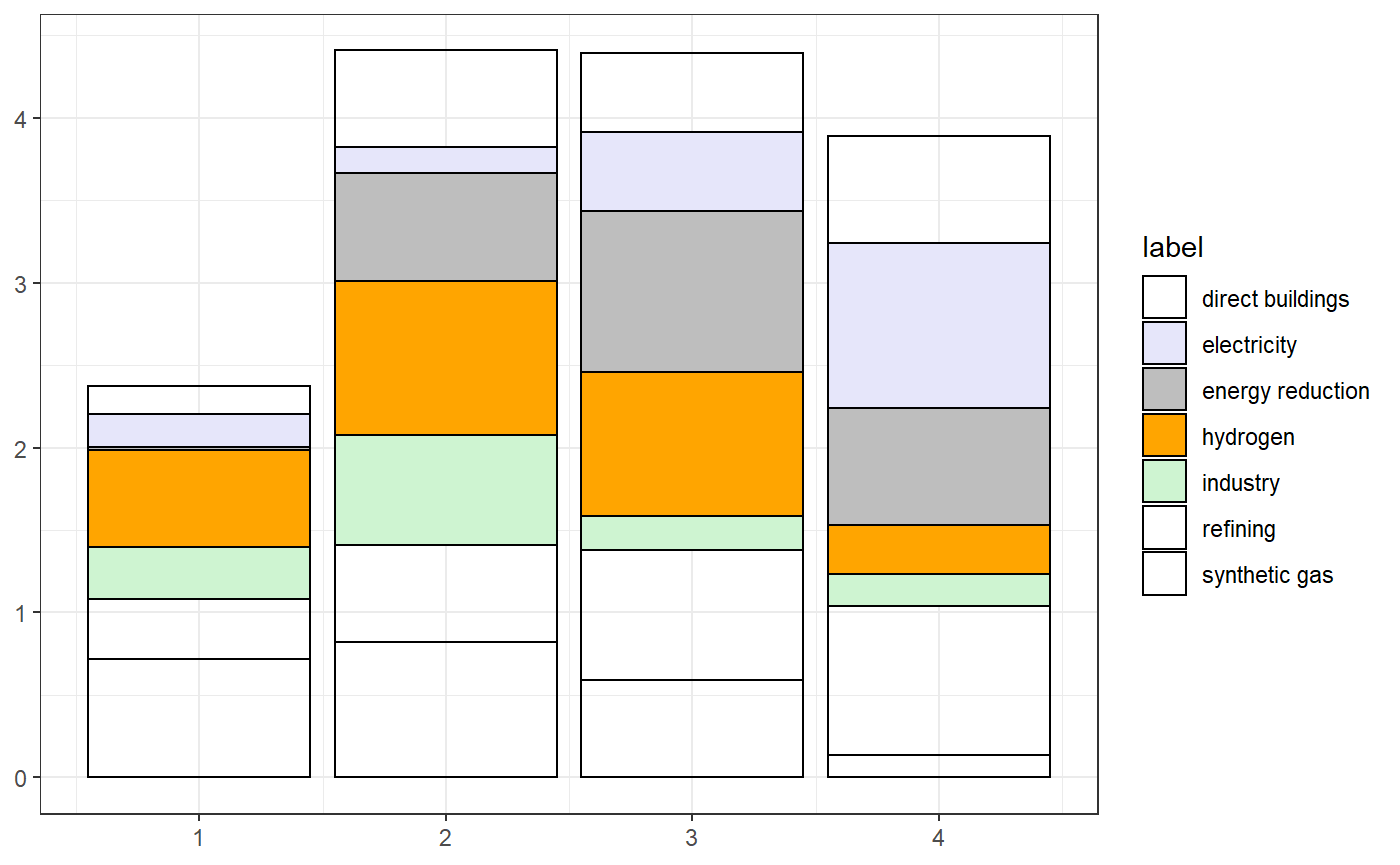 4
3
2
1
0
1
2
3
4
label
direct buildings
electricity
energy reduction
hydrogen
industry
refining
synthetic gas